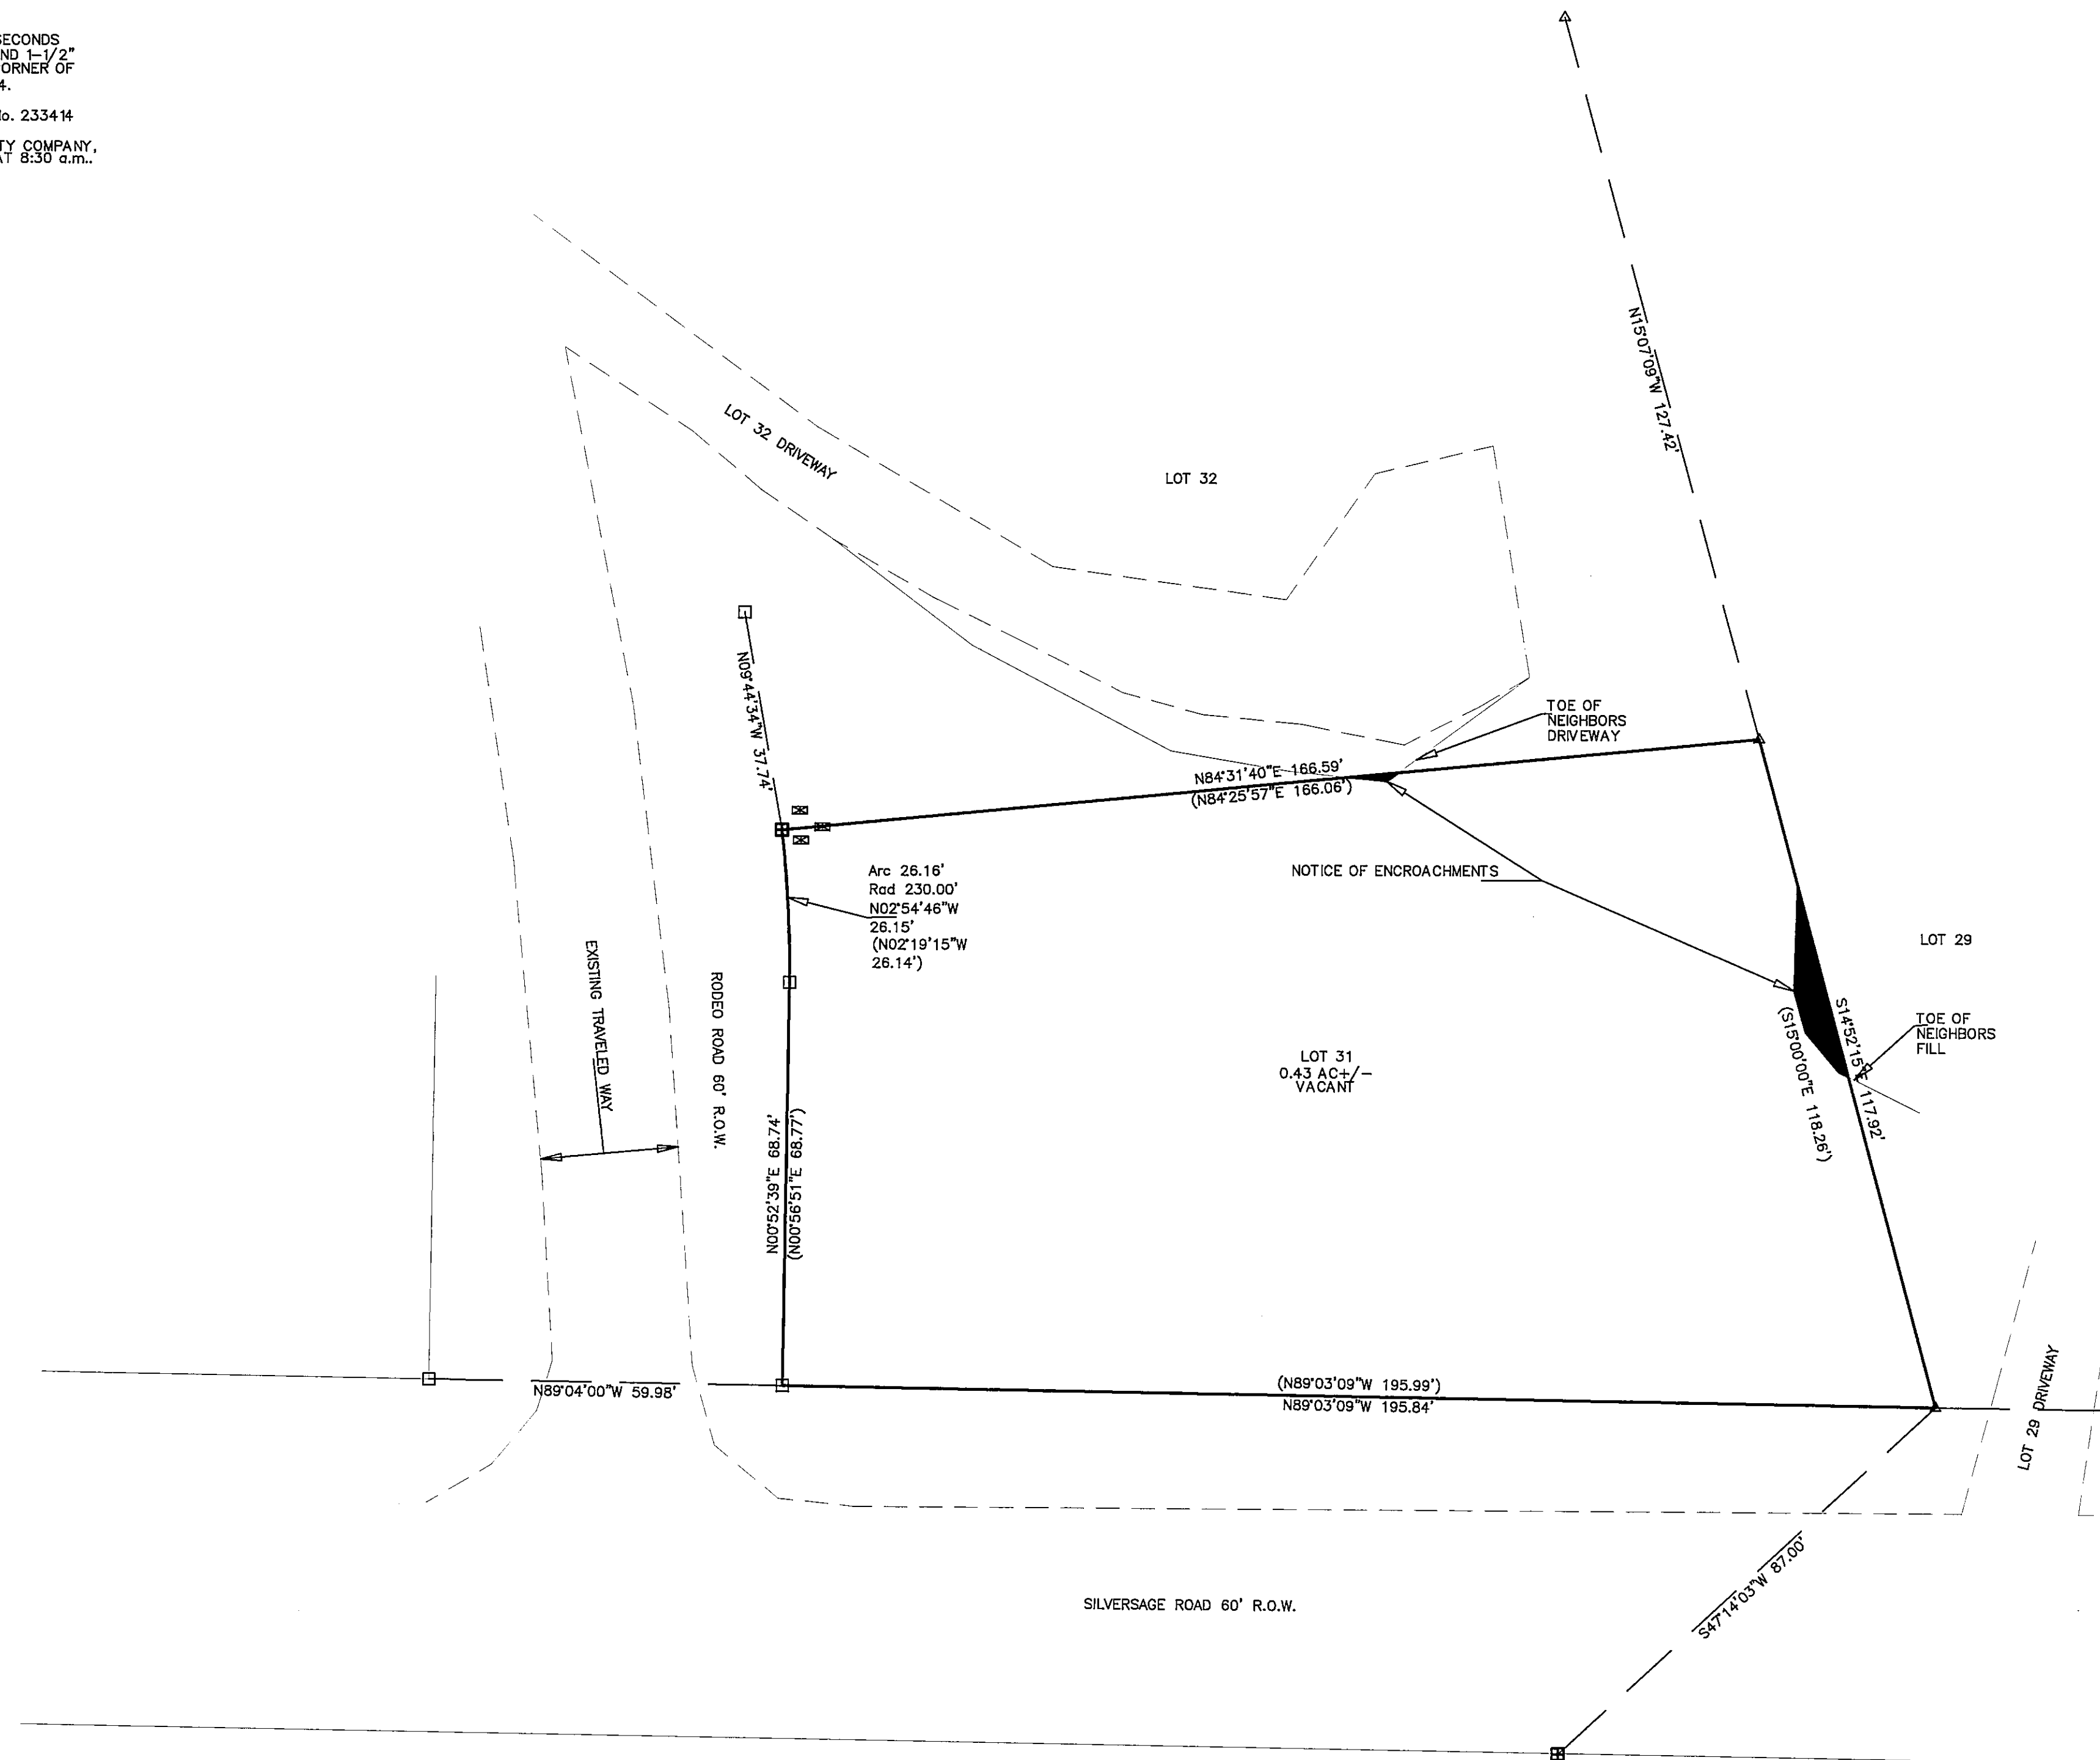 SECONDS
ND 1-1/2"
ORNER OF
4.
No. 233414
TY COMPANY,
AT 8:30 a.m..
N15°07'09"W 127.42'
LOT 32 DRIVEWAY
LOT 32
N09°44'34"W 37.74'
TOE OF
NEIGHBORS
DRIVEWAY
N84°31'40"E 166.59'
(N84°25'57"E 166.06')
Arc 26.16'
Rad 230.00'
N02°54'46"W
26.15'
(N02°19'15"W
26.14')
NOTICE OF ENCROACHMENTS
LOT 29
EXISTING TRAVELED WAY
RODEO ROAD 60' R.O.W.
S14°52'15"E 117.92'
(S15°00'00"E 118.26')
TOE OF
NEIGHBORS
FILL
LOT 31
0.43 AC+/-
VACANT
N00°52'39"E 68.74'
(N00°56'51"E 68.77')
N89°04'00"W 59.98'
(N89°03'09"W 195.99')
N89°03'09"W 195.84'
LOT 29 DRIVEWAY
S47°14'03"W 87.00'
SILVERSAGE ROAD 60' R.O.W.